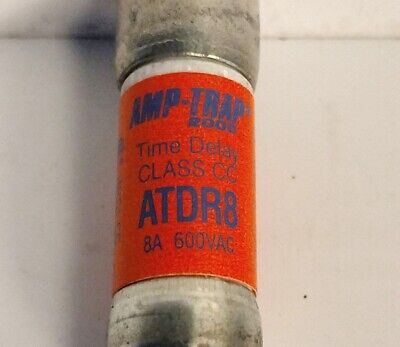 AMP-TRAP®
2000
Time Delay
CLASS CC
ATDR8
8A 600VAC